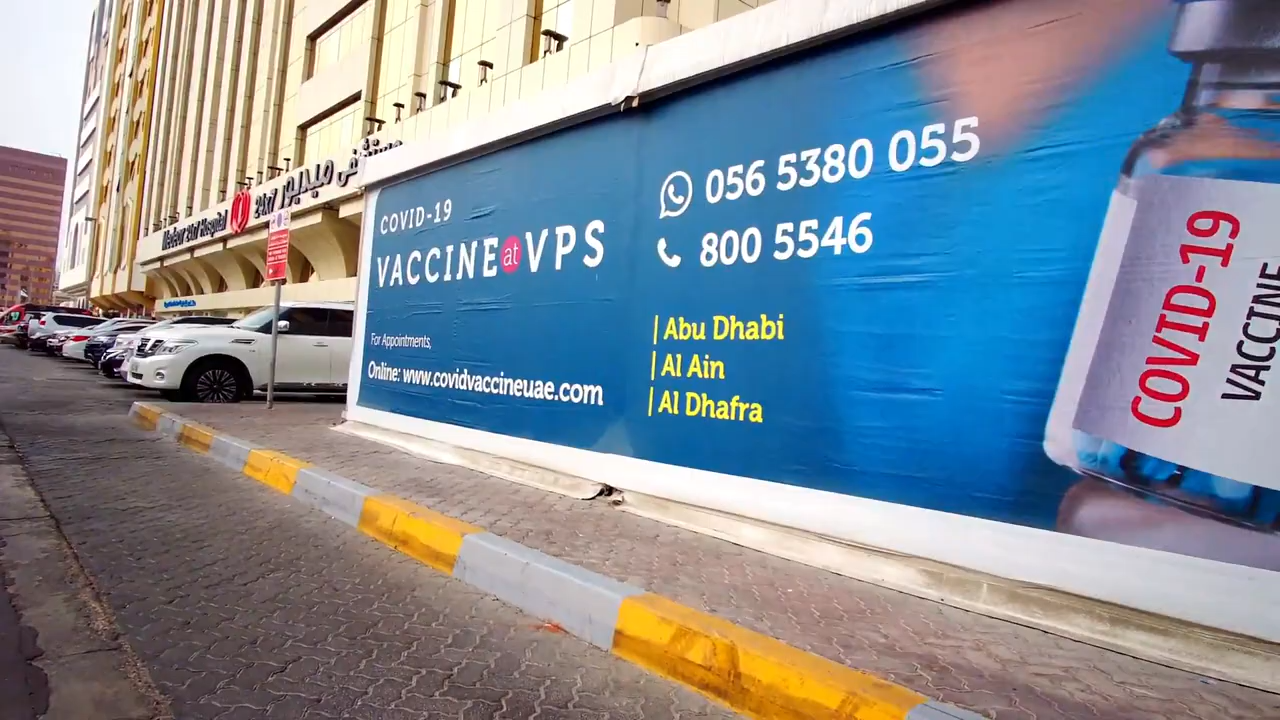 Medeor 24x7 Hospital
24x7 مستشفى ميديور
COVID-19
VACCINE at VPS
For Appointments,
Online: www.covidvaccineuae.com
056 5380 055
800 5546
| Abu Dhabi
| Al Ain
| Al Dhafra
COVID-19
VACCINE